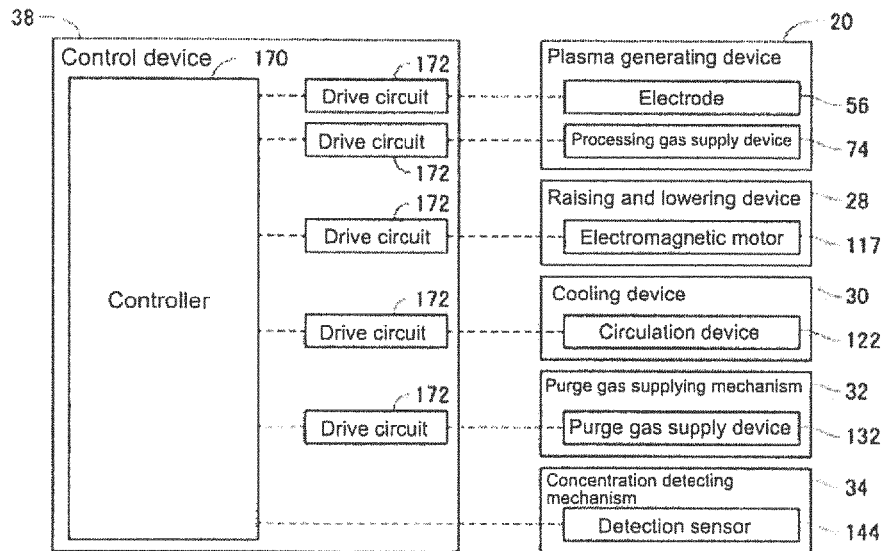 38
Control device
170
Controller
172
Drive circuit
Drive circuit
172
172
Drive circuit
172
Drive circuit
172
Drive circuit
20
Plasma generating device
Electrode
56
Processing gas supply device
74
Raising and lowering device
28
Electromagnetic motor
117
Cooling device
30
Circulation device
122
Purge gas supplying mechanism
32
Purge gas supply device
132
Concentration detecting
mechanism
34
Detection sensor
144